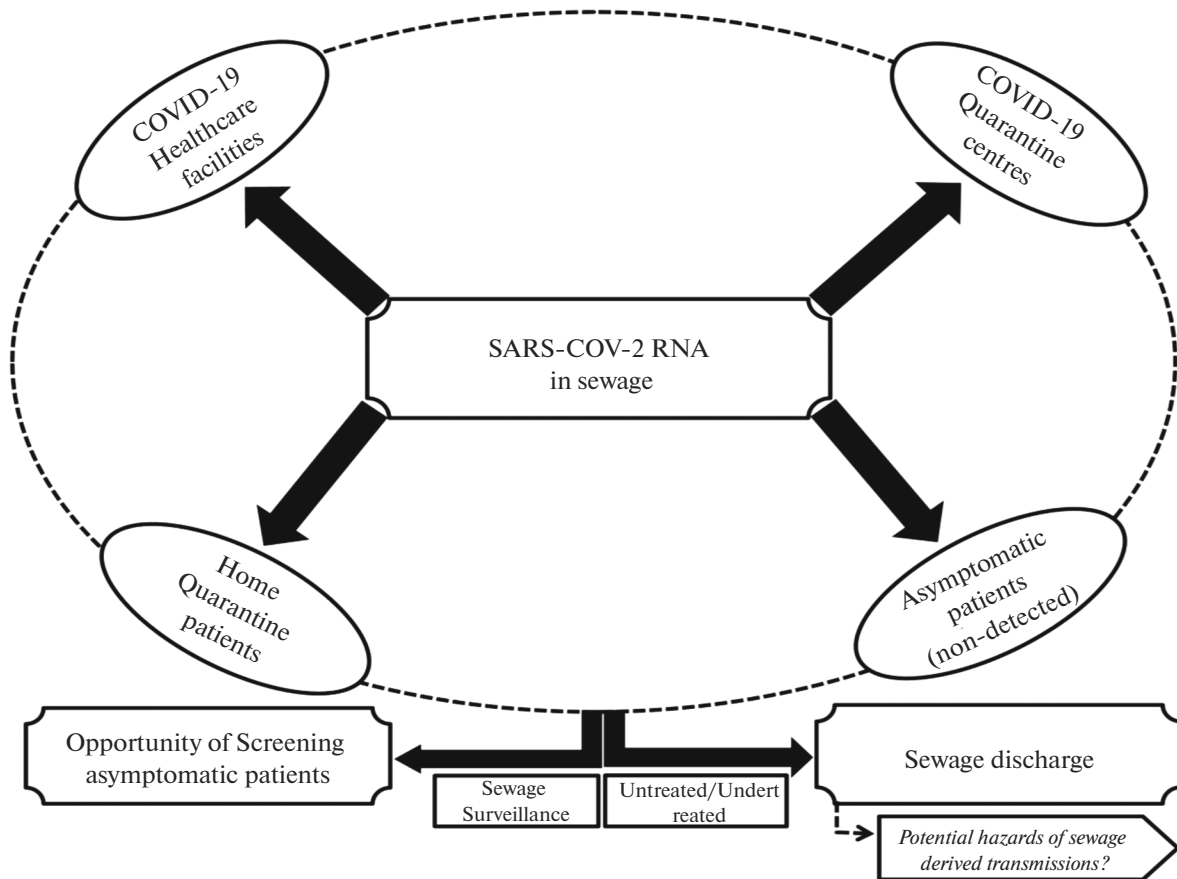 COVID-19
Healthcare
facilities
COVID-19
Quarantine
centres
SARS-COV-2 RNA
in sewage
Home
Quarantine
patients
Asymptomatic
patients
(non-detected)
Opportunity of Screening
asymptomatic patients
Sewage
Surveillance
Untreated/Undert
reated
Sewage discharge
Potential hazards of sewage
derived transmissions?